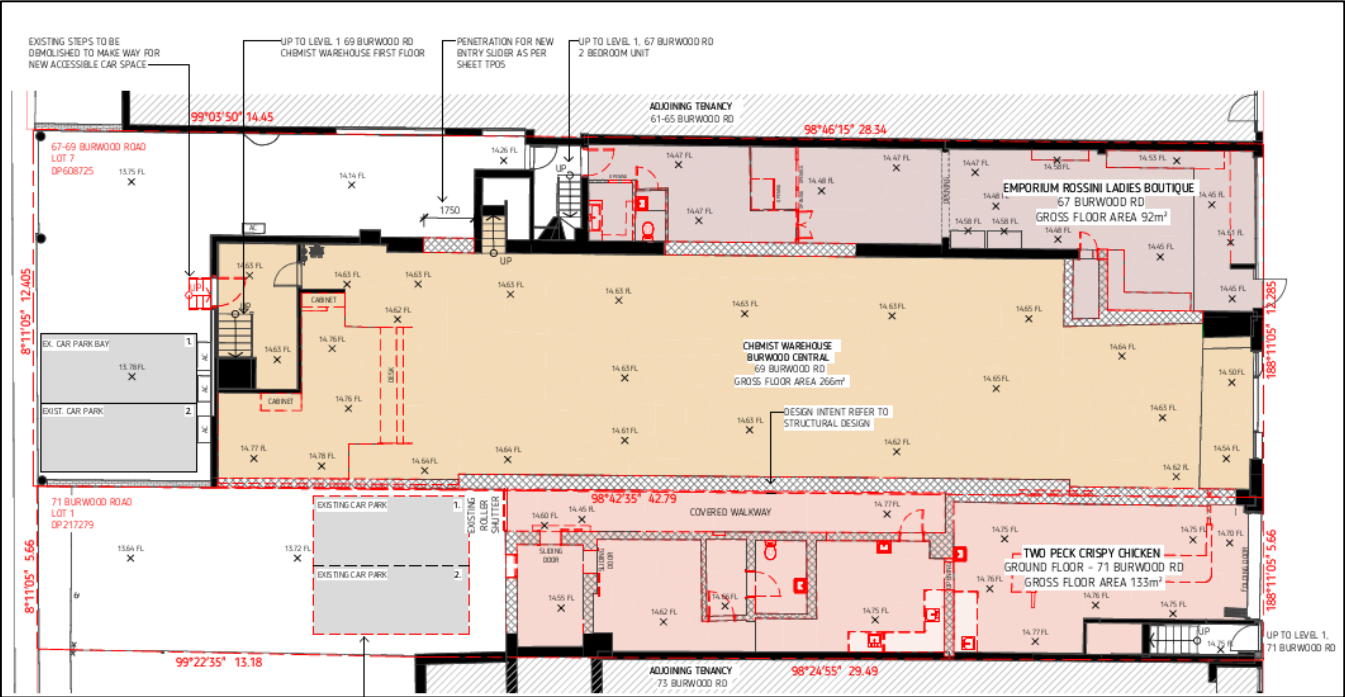 EXISTING STEPS TO BE
DEMOLISHED TO MAKE WAY FOR
NEW ACCESSIBLE CAR SPACE
UP TO LEVEL 1 69 BURWOOD RD
CHEMIST WAREHOUSE FIRST FLOOR
PENETRATION FOR NEW
ENTRY SLIDER AS PER
SHEET TP05
UP TO LEVEL 1, 67 BURWOOD RD
2 BEDROOM UNIT
99°03'50" 14.45
ADJOINING TENANCY
61-65 BURWOOD RD
98°46'15" 28.34
67-69 BURWOOD ROAD
LOT 7
DP608725
13.75 FL
14.14 FL
14.26 FL
UP
1750
AC
UP
OPENING
14.47 FL
14.47 FL
14.48 FL
14.47 FL
OPENING
14.47 FL
14.53 FL
14.48 FL
14.58 FL
14.58 FL
14.48 FL
14.45 FL
14.45 FL
14.45 FL
EMPORIUM ROSSINI LADIES BOUTIQUE
67 BURWOOD RD
GROSS FLOOR AREA 92m²
8°11'05" 12.405
188°11'05" 12.285
UP
UP
14.63 FL
14.63 FL
14.63 FL
14.63 FL
14.63 FL
14.63 FL
14.63 FL
14.65 FL
CABINET
14.62 FL
14.76 FL
14.63 FL
DESK
EX. CAR PARK BAY
1.
13.78 FL
AC
AC
AC
EXIST. CAR PARK
2.
CABINET
14.76 FL
14.77 FL
14.78 FL
14.64 FL
14.64 FL
14.63 FL
14.61 FL
CHEMIST WAREHOUSE
BURWOOD CENTRAL
69 BURWOOD RD
GROSS FLOOR AREA 266m²
14.63 FL
DESIGN INTENT REFER TO
STRUCTURAL DESIGN
14.64 FL
14.65 FL
14.63 FL
14.62 FL
14.62 FL
14.50 FL
14.54 FL
71 BURWOOD ROAD
LOT 1
DP217279
8°11'05" 5.66
13.64 FL
13.72 FL
EXISTING CAR PARK
1.
EXISTING CAR PARK
2.
EXISTING
ROLLER
SHUTTER
98°42'35" 42.79
14.60 FL
14.45 FL
COVERED WALKWAY
14.77 FL
SLIDING
DOOR
14.55 FL
14.62 FL
14.75 FL
14.75 FL
14.75 FL
14.70 FL
TWO PECK CRISPY CHICKEN
GROUND FLOOR - 71 BURWOOD RD
GROSS FLOOR AREA 133m²
14.76 FL
14.76 FL
14.75 FL
14.77 FL
OPENING
FOLDING DOOR
188°11'05" 5.66
UP
14.75 FL
UP TO LEVEL 1,
71 BURWOOD RD
99°22'35" 13.18
ADJOINING TENANCY
73 BURWOOD RD
98°24'55" 29.49